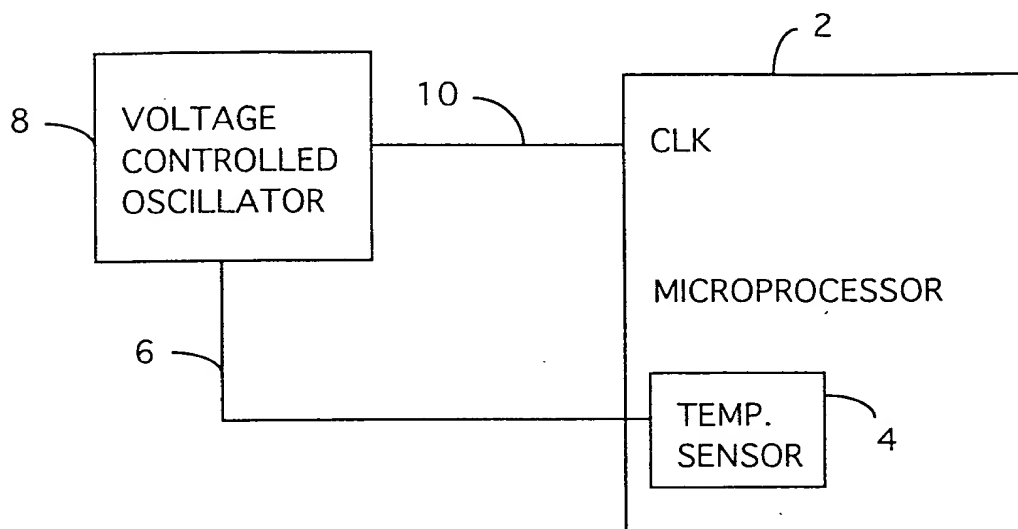 2
10
8
VOLTAGE
CONTROLLED
OSCILLATOR
CLK
MICROPROCESSOR
6
TEMP.
SENSOR
4